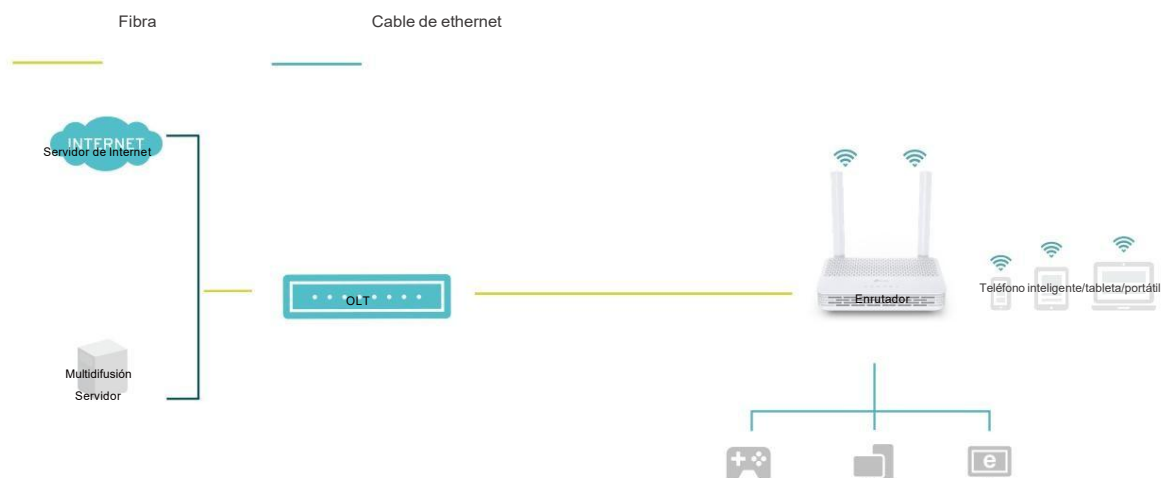 Fibra
Cable de ethernet
INTERNET
Servidor de Internet
OLT
Enrutador
Teléfono inteligente/tableta/portátil
Multidifusión
Servidor
e